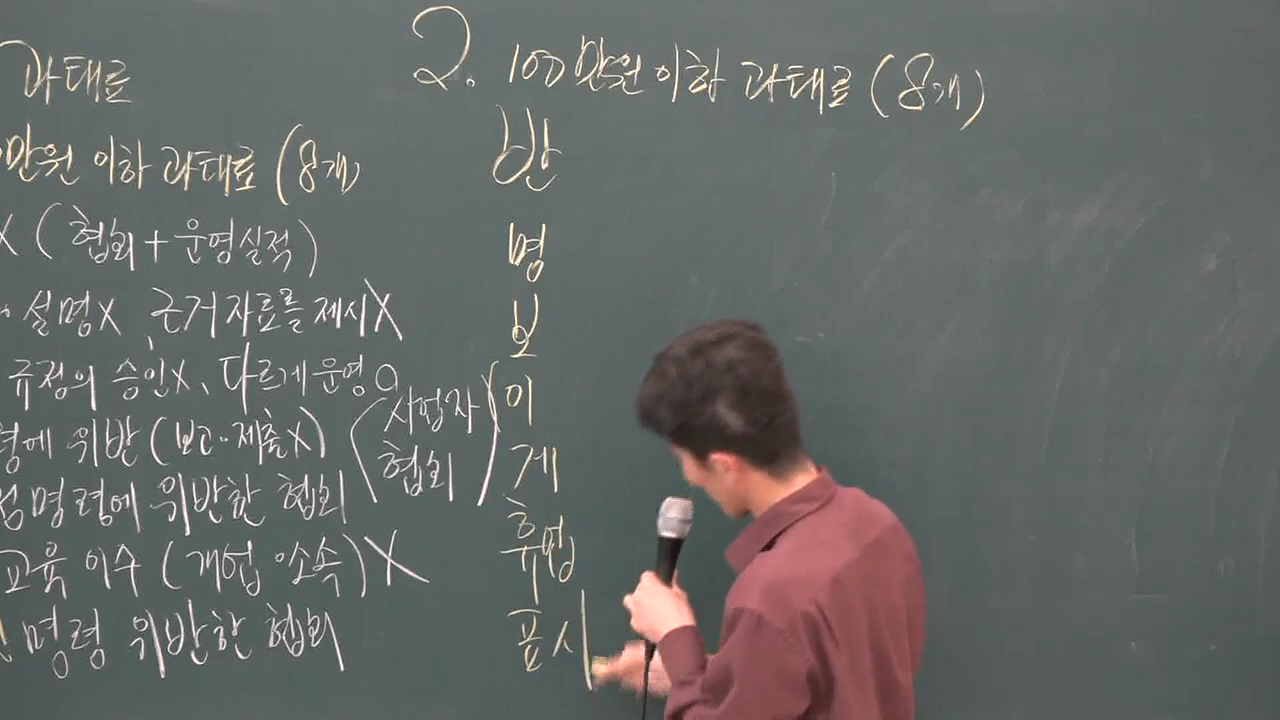 과태료
만원 이하 과태료 (8개)
X (협회+운영실적)
설명X, 근거자료를 제시X
규정의 승인X, 다르게 운영O
령에 위반 (보고·제출X) (사업자
협회)
명령에 위반한 협회
교육 이수 (개업 소속) X
명령 위반한 협회
2. 100만원 이하 과태료 (8개)
반
명
보
이
게
휴업
표시